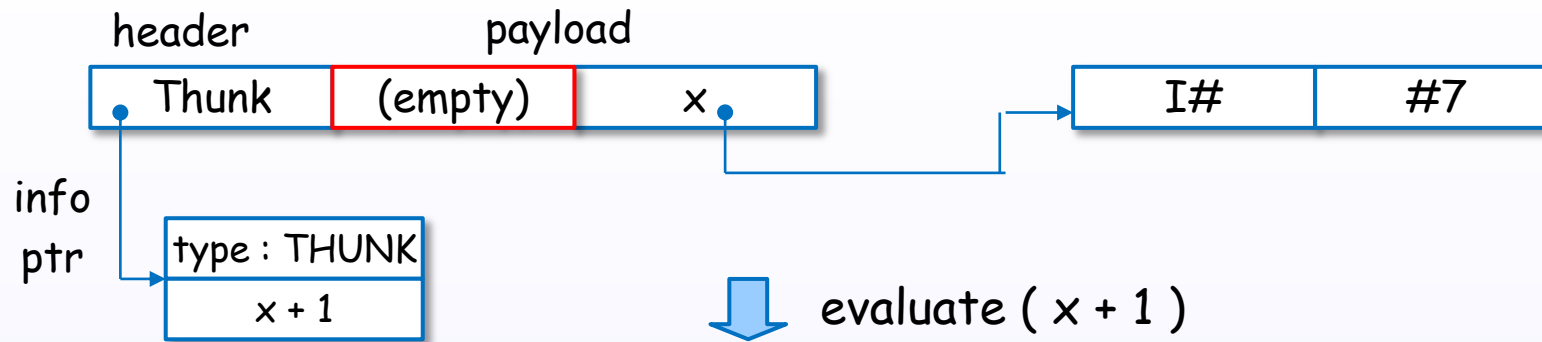 header payload
Thunk (empty) x I# #7
info
ptr
type : THUNK
x + 1
evaluate ( x + 1 )